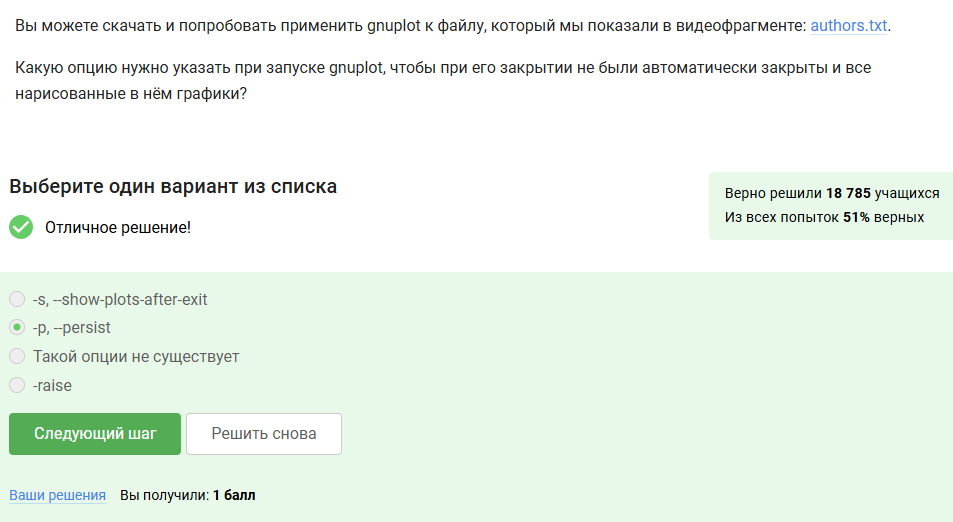 Вы можете скачать и попробовать применить gnuplot к файлу, который мы показали в видеофрагменте: authors.txt.
Какую опцию нужно указать при запуске gnuplot, чтобы при его закрытии не были автоматически закрыты и все
нарисованные в нём графики?
Выберите один вариант из списка
Отличное решение!
Верно решили 18 785 учащихся
Из всех попыток 51% верных
-s, --show-plots-after-exit
-p, --persist
Такой опции не существует
-raise
Следующий шаг
Решить снова
Ваши решения Вы получили: 1 балл